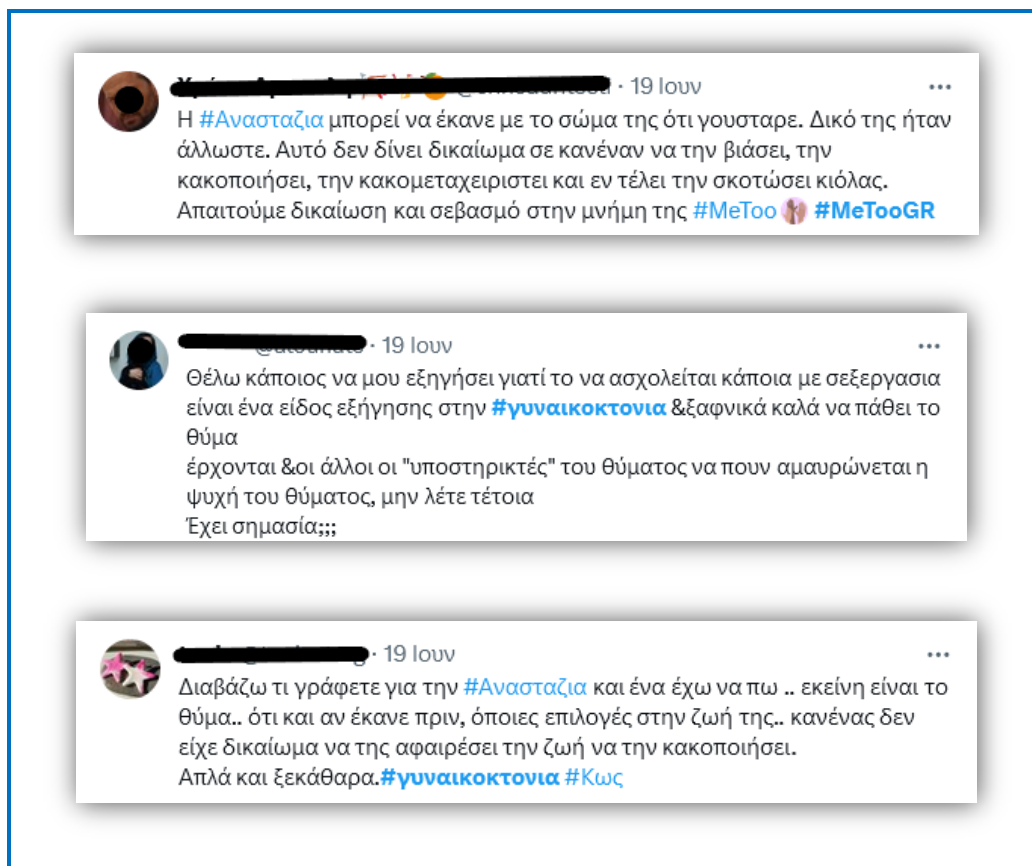 · 19 Ιουν
Η #Ανασταζια μπορεί να έκανε με το σώμα της ότι γουσταρε. Δικό της ήταν
άλλωστε. Αυτό δεν δίνει δικαίωμα σε κανέναν να την βιάσει, την
κακοποιήσει, την κακομεταχειριστει και εν τέλει την σκοτώσει κιόλας.
Απαιτούμε δικαίωση και σεβασμό στην μνήμη της #MeToo #MeTooGR
· 19 Ιουν
Θέλω κάποιος να μου εξηγήσει γιατί το να ασχολείται κάποια με σεξεργασια
είναι ένα είδος εξήγησης στην #γυναικοκτονια &ξαφνικά καλά να πάθει το
θύμα
έρχονται &οι άλλοι οι "υποστηρικτές" του θύματος να πουν αμαυρώνεται η
ψυχή του θύματος, μην λέτε τέτοια
Έχει σημασία;;;
· 19 Ιουν
Διαβάζω τι γράφετε για την #Ανασταζια και ένα έχω να πω .. εκείνη είναι το
θύμα.. ότι και αν έκανε πριν, όποιες επιλογές στην ζωή της.. κανένας δεν
είχε δικαίωμα να της αφαιρέσει την ζωή να την κακοποιήσει.
Απλά και ξεκάθαρα.#γυναικοκτονια #Κως